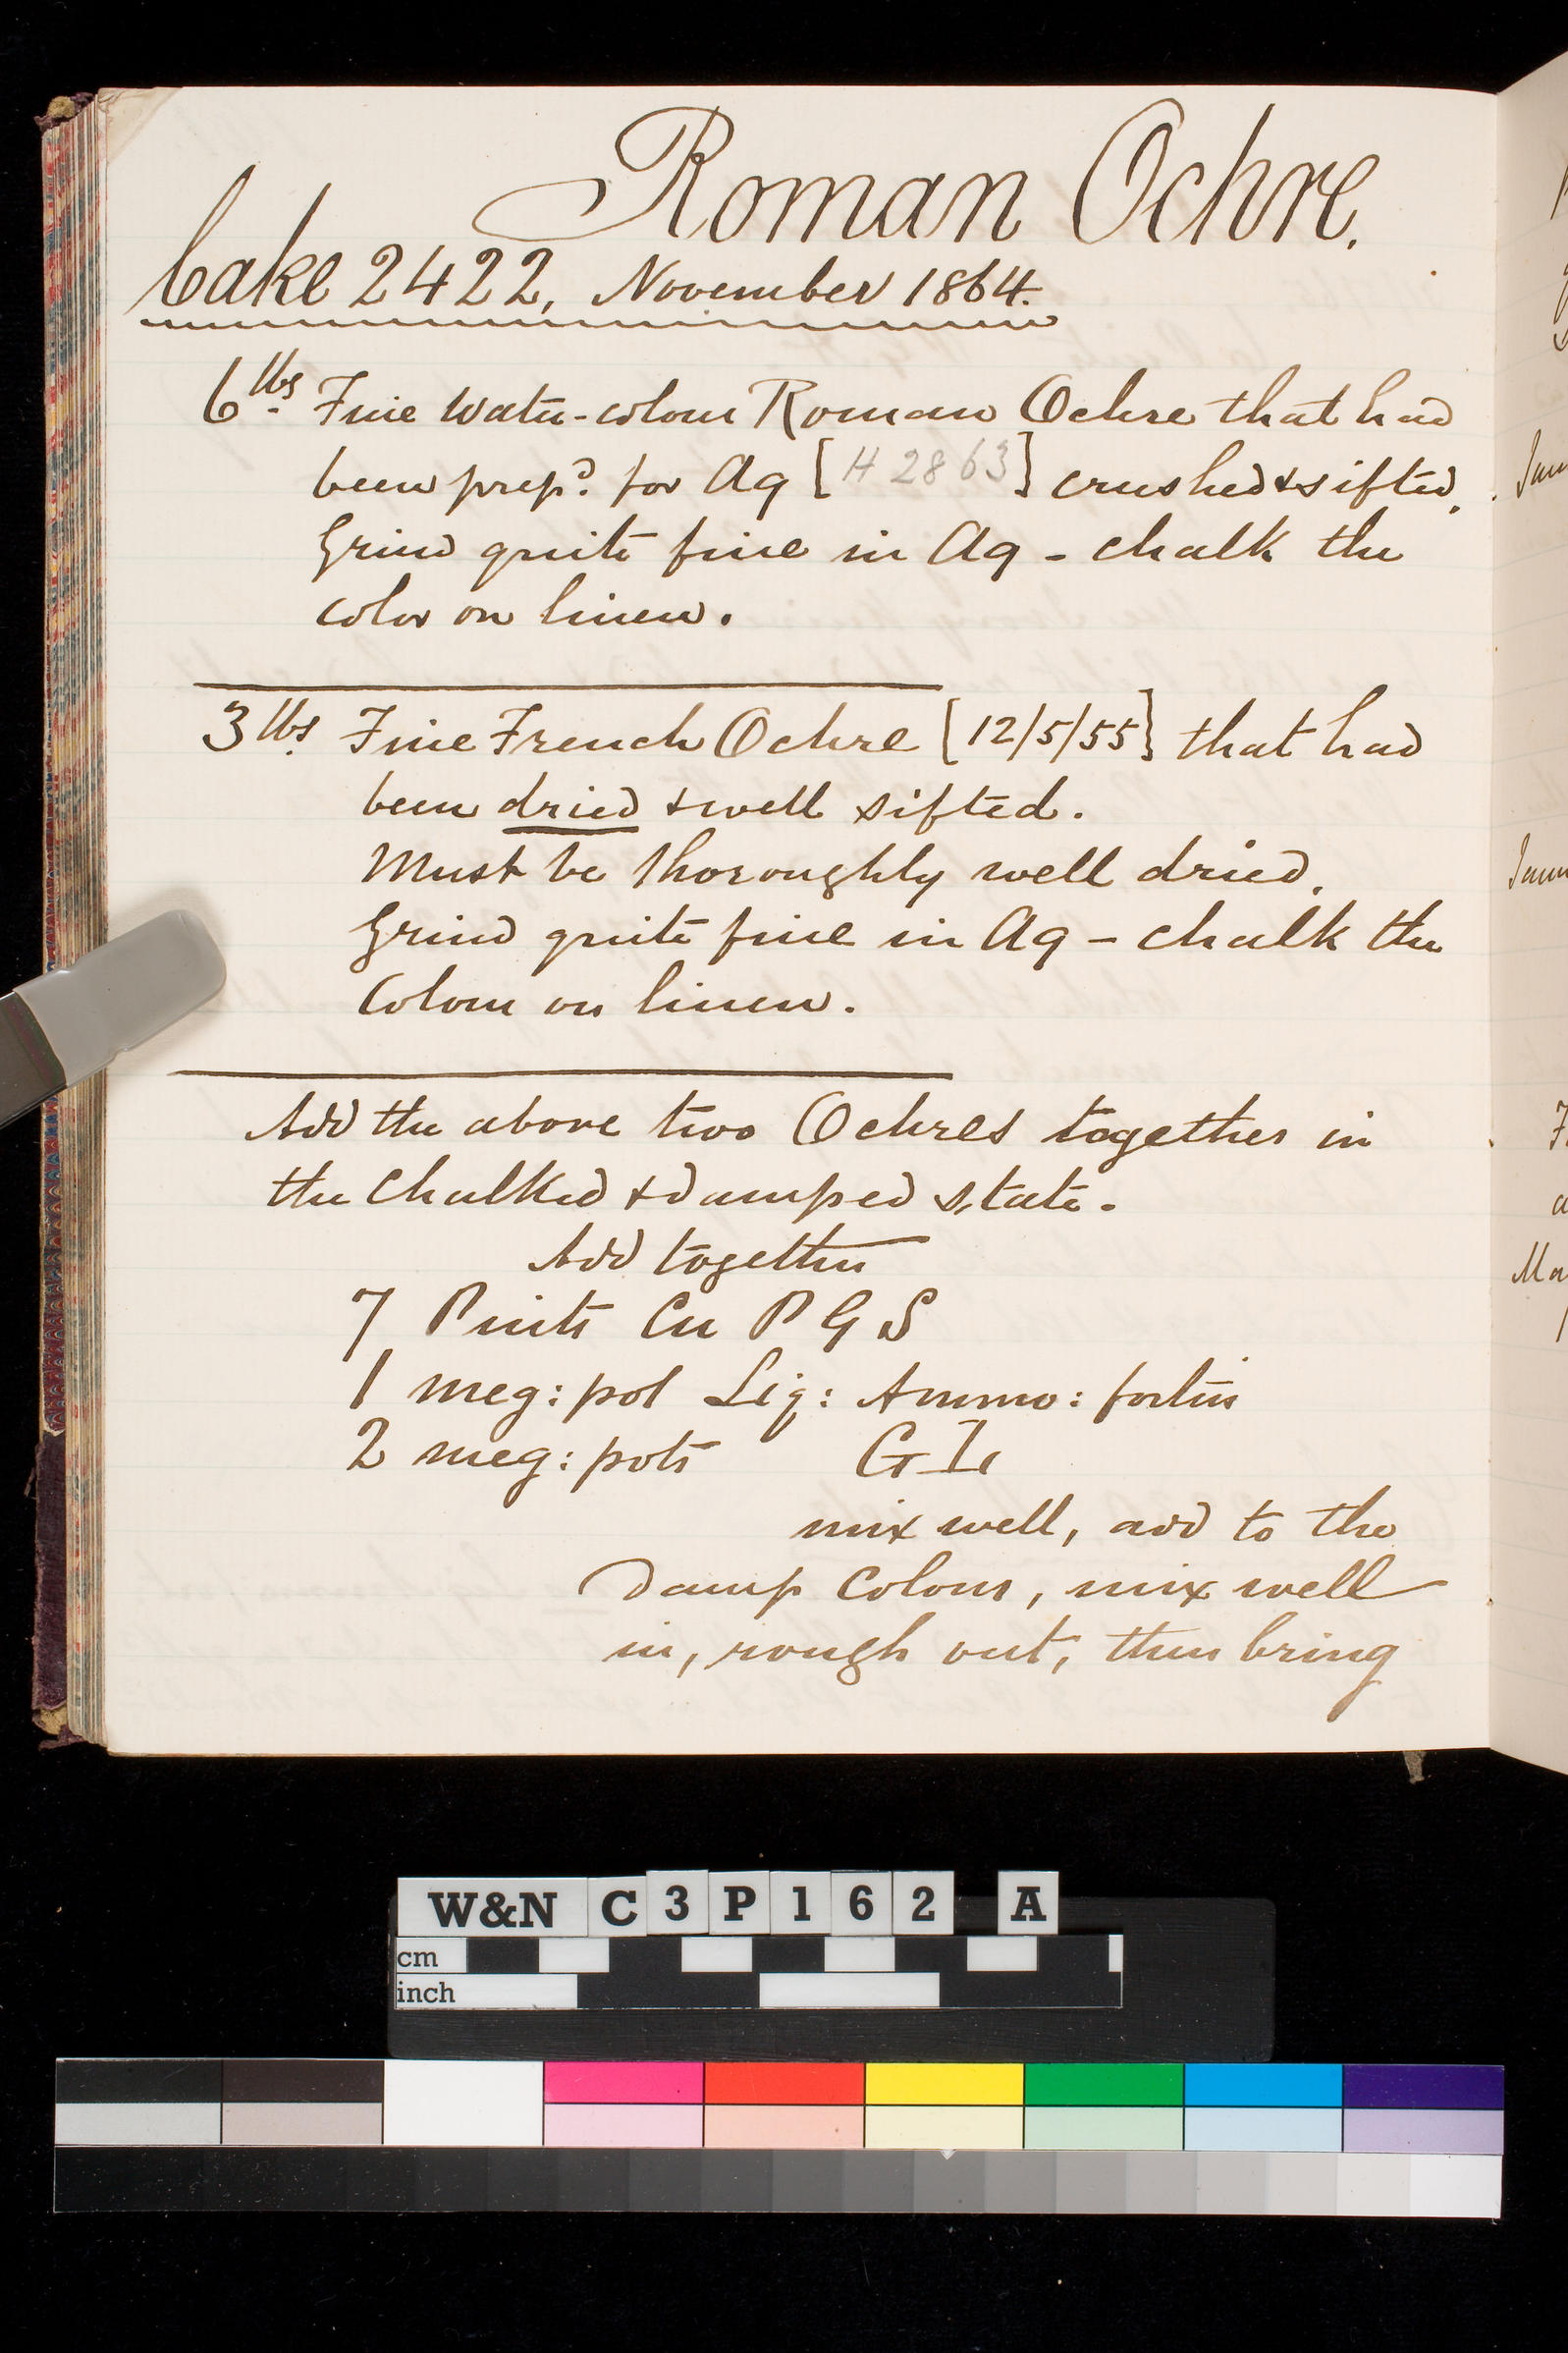 Roman Ochre.
Cake 2422, November 1864.
6 lbs. Fine Water-colour Roman Ochre that had
been prepd. for Aq [H 2863] crushed & sifted.
Grind quite fine in Aq - chalk the
color on linen.
3 lbs. Fine French Ochre [12/5/55] that had
been dried & well sifted.
Must be thoroughly well dried.
Grind quite fine in Aq - chalk the
Colour on linen.
Add the above two Ochres together in
the Chalked & damped state.
Add together
7 Pints Cu P G S
1 meg: pot Liq: Ammo: fortis
2 meg: pots
mix well, add to the
Damp Colour, mix well
in, rough out, then bring
W&N C3P162 A
cm
inch